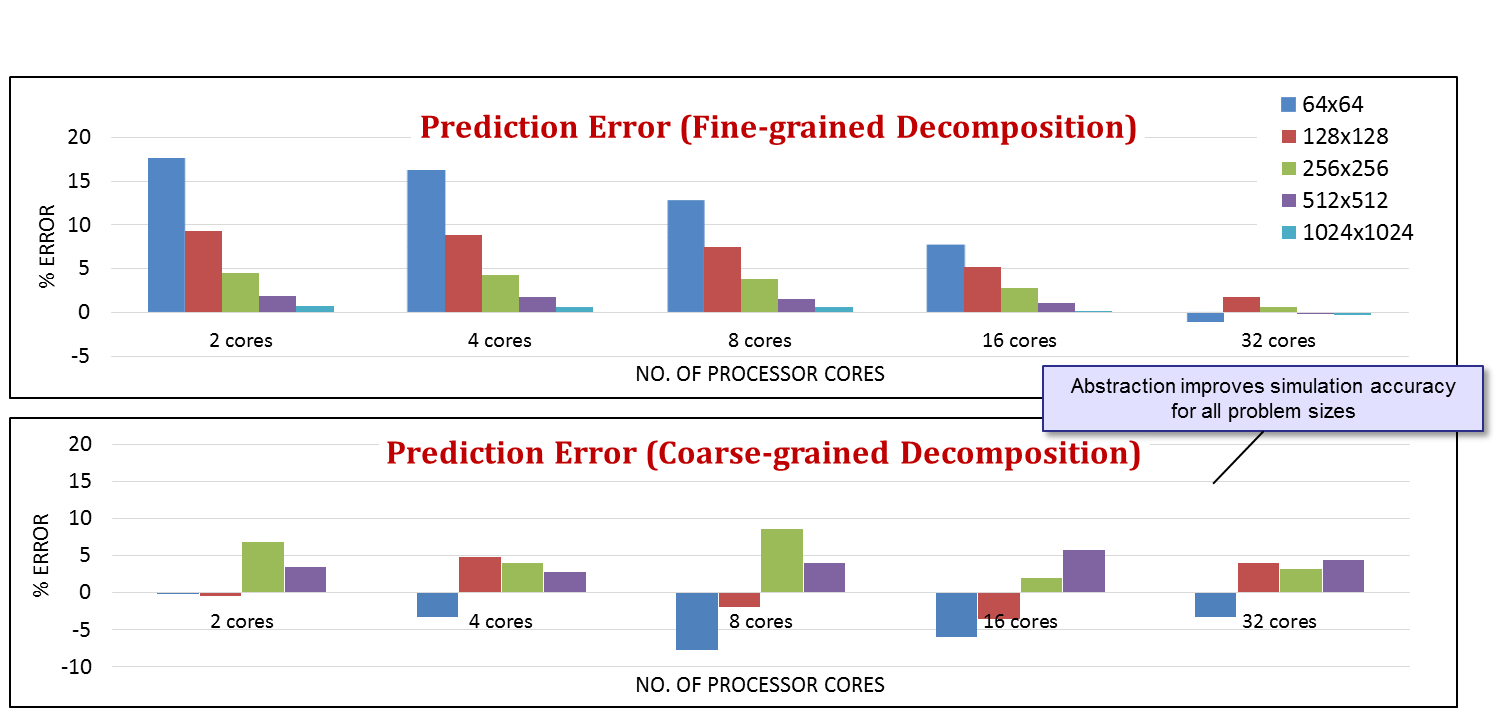 Prediction Error (Fine-grained Decomposition)
64x64
128x128
256x256
512x512
1024x1024
20
15
10
5
0
-5
% ERROR
2 cores
4 cores
8 cores
16 cores
32 cores
NO. OF PROCESSOR CORES
Abstraction improves simulation accuracy
for all problem sizes
Prediction Error (Coarse-grained Decomposition)
20
15
10
5
0
-5
-10
% ERROR
2 cores
4 cores
8 cores
16 cores
32 cores
NO. OF PROCESSOR CORES